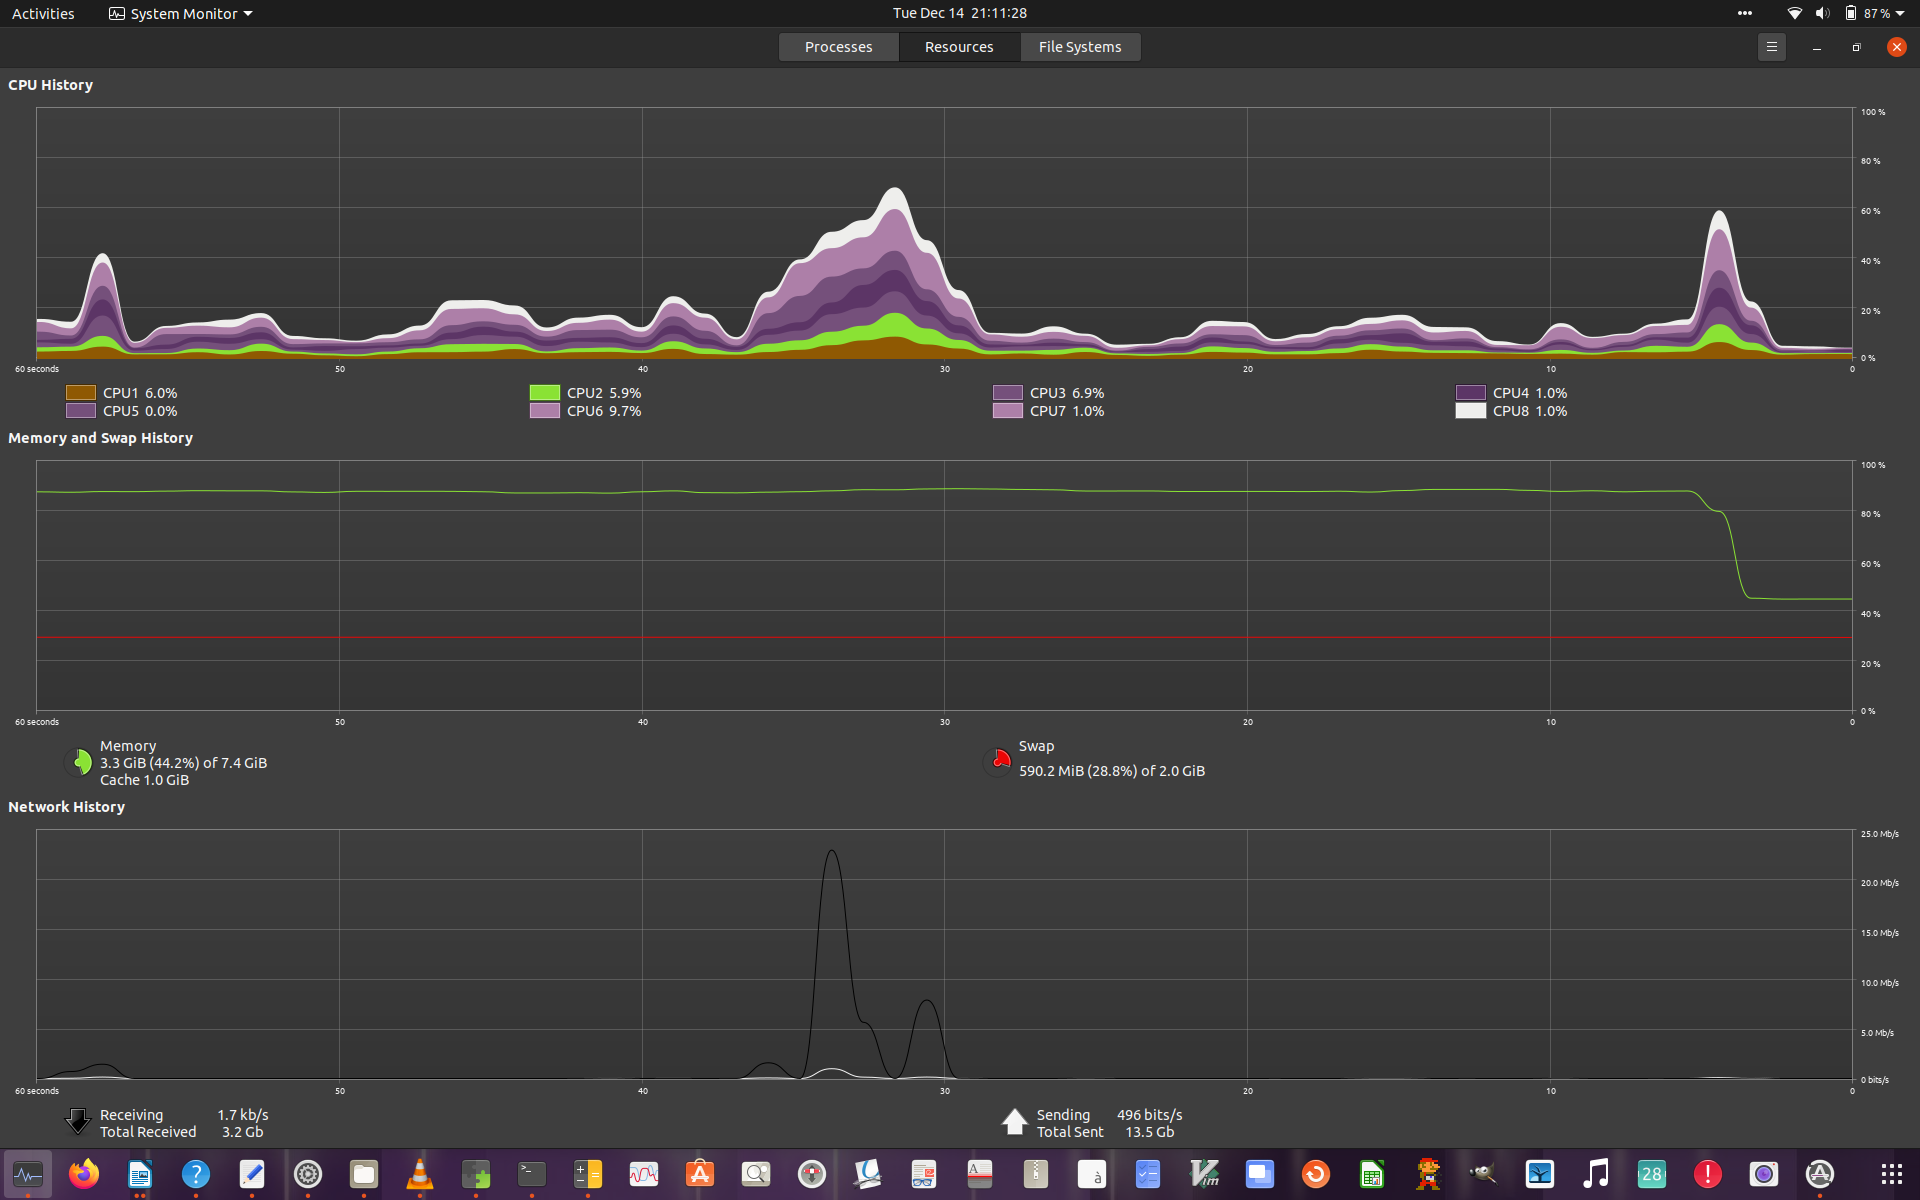 Activities System Monitor Tue Dec 14 21:11:28 87 %
Processes Resources File Systems
CPU History
100 %
80 %
60 %
40 %
20 %
0 %
60 seconds 50 40 30 20 10 0
CPU1 6.0% CPU2 5.9% CPU3 6.9% CPU4 1.0%
CPU5 0.0% CPU6 9.7% CPU7 1.0% CPU8 1.0%
Memory and Swap History
100 %
80 %
60 %
40 %
20 %
0 %
60 seconds 50 40 30 20 10 0
Memory
3.3 GiB (44.2%) of 7.4 GiB
Cache 1.0 GiB
Swap
590.2 MiB (28.8%) of 2.0 GiB
Network History
25.0 Mb/s
20.0 Mb/s
15.0 Mb/s
10.0 Mb/s
5.0 Mb/s
0 bits/s
60 seconds 50 40 30 20 10 0
Receiving 1.7 kb/s Sending 496 bits/s
Total Received 3.2 Gb Total Sent 13.5 Gb
? >_ A à Vim 28 !